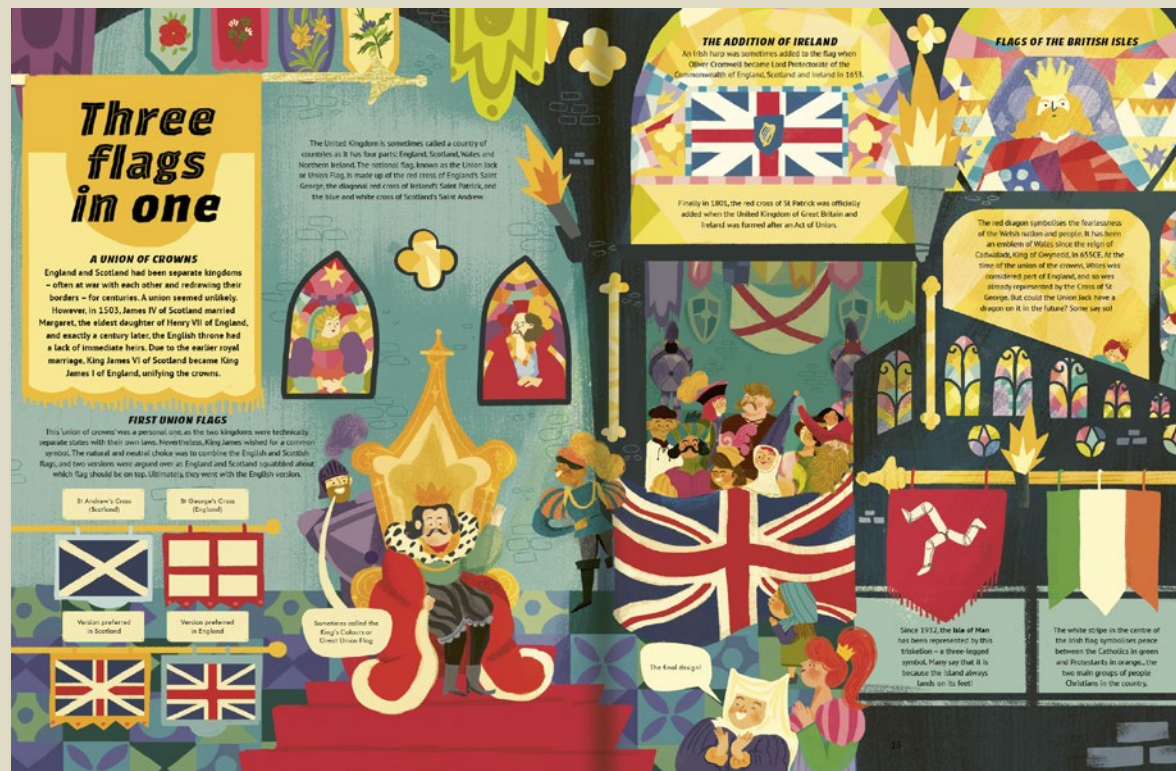 Three
flags
in one
A UNION OF CROWNS
England and Scotland had been separate kingdoms
– often at war with each other and redrawing their
borders – for centuries. A union seemed unlikely.
However, in 1503, James IV of Scotland married
Margaret, the eldest daughter of Henry VII of England,
and exactly a century later, the English throne had
a lack of immediate heirs. Due to the earlier royal
marriage, King James VI of Scotland became King
James I of England, unifying the crowns.
The United Kingdom is sometimes called a country of
countries as it has four parts: England, Scotland, Wales and
Northern Ireland. The national flag, known as the Union Jack
or Union Flag, is made up of the red cross of England's Saint
George, the diagonal red cross of Ireland's Saint Patrick, and
the blue and white cross of Scotland's Saint Andrew.
FIRST UNION FLAGS
This 'union of crowns' was a personal one, as the two kingdoms were technically
separate states with their own laws. Nevertheless, King James wished for a common
symbol. The natural and neutral choice was to combine the English and Scottish
flags, and two versions were argued over as England and Scotland squabbled about
which flag should be on top. Ultimately, they went with the English version.
St Andrew's Cross
(Scotland)
St George's Cross
(England)
Version preferred
in Scotland
Version preferred
in England
Sometimes called the
King's Colours or
Great Union Flag
THE ADDITION OF IRELAND
An Irish harp was sometimes added to the flag when
Oliver Cromwell became Lord Protectorate of the
Commonwealth of England, Scotland and Ireland in 1653.
Finally in 1801, the red cross of St Patrick was officially
added when the United Kingdom of Great Britain and
Ireland was formed after an Act of Union.
The final design!
FLAGS OF THE BRITISH ISLES
The red dragon symbolises the fearlessness
of the Welsh nation and people. It has been
an emblem of Wales since the reign of
Cadwaladr, King of Gwynedd, in 655CE. At the
time of the union of the crowns, Wales was
considered part of England, and so was
already represented by the Cross of St
George. But could the Union Jack have a
dragon on it in the future? Some say so!
Since 1932, the Isle of Man
has been represented by this
triskelion – a three-legged
symbol. Many say that it is
because the island always
lands on its feet!
The white stripe in the centre of
the Irish flag symbolises peace
between the Catholics in green
and Protestants in orange., the
two main groups of people
Christians in the country.
15